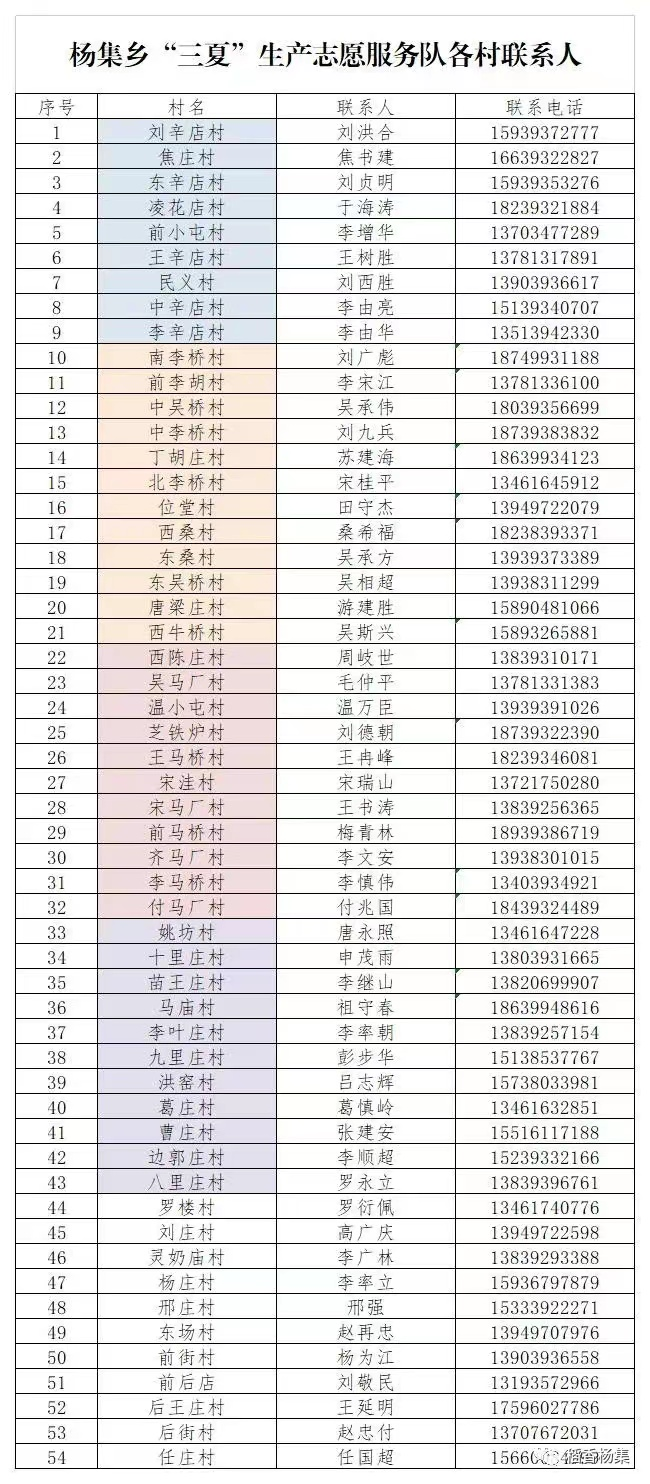 杨集乡“三夏”生产志愿服务队各村联系人
序号 村名 联系人 联系电话
1 刘辛店村 刘洪合 15939372777
2 焦庄村 焦书建 16639322827
3 东辛店村 刘贞明 15939353276
4 凌花店村 于海涛 18239321884
5 前小屯村 李增华 13703477289
6 王辛店村 王树胜 13781317891
7 民义村 刘西胜 13903936617
8 中辛店村 李由亮 15139340707
9 李辛店村 李由华 13513942330
10 南李桥村 刘广彪 18749931188
11 前李胡村 李宋江 13781336100
12 中吴桥村 吴承伟 18039356699
13 中李桥村 刘九兵 18739383832
14 丁胡庄村 苏建海 18639934123
15 北李桥村 宋桂平 13461645912
16 位堂村 田守杰 13949722079
17 西桑村 桑希福 18238393371
18 东桑村 吴承方 13939373389
19 东吴桥村 吴相超 13938311299
20 唐梁庄村 游建胜 15890481066
21 西牛桥村 吴斯兴 15893265881
22 西陈庄村 周岐世 13839310171
23 吴马厂村 毛仲平 13781331383
24 温小屯村 温万臣 13939391026
25 芝铁炉村 刘德朝 18739322390
26 王马桥村 王冉峰 18239346081
27 宋洼村 宋瑞山 13721750280
28 宋马厂村 王书涛 13839256365
29 前马桥村 梅青林 18939386719
30 齐马厂村 李文安 13938301015
31 李马桥村 李慎伟 13403934921
32 付马厂村 付兆国 18439324489
33 姚坊村 唐永照 13461647228
34 十里庄村 申茂雨 13803931665
35 苗王庄村 李继山 13820699907
36 马庙村 祖守春 18639948616
37 李叶庄村 李率朝 13839257154
38 九里庄村 彭步华 15138537767
39 洪窑村 吕志辉 15738033981
40 葛庄村 葛慎岭 13461632851
41 曹庄村 张建安 15516117188
42 边郭庄村 李顺超 15239332166
43 八里庄村 罗永立 13839396761
44 罗楼村 罗衍佩 13461740776
45 刘庄村 高广庆 13949722598
46 灵奶庙村 李广林 13839293388
47 杨庄村 李率立 15936797879
48 邢庄村 邢强 15333922271
49 东场村 赵再忠 13949707976
50 前街村 杨为江 13903936558
51 前后店 刘敬民 13193572966
52 后王庄村 王延明 17596027786
53 后街村 赵忠付 13707672031
54 任庄村 任国超
稻香杨集